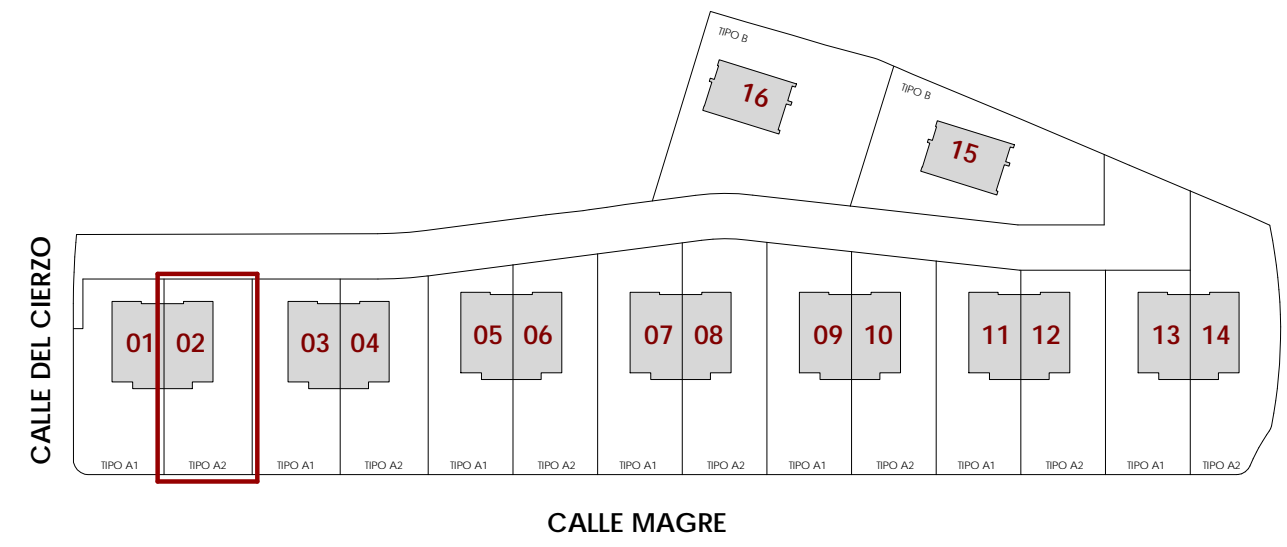 TIPO B
16
TIPO B
15
CALLE DEL CIERZO
01 02 03 04 05 06 07 08 09 10 11 12 13 14
TIPO A1 TIPO A2 TIPO A1 TIPO A2 TIPO A1 TIPO A2 TIPO A1 TIPO A2 TIPO A1 TIPO A2 TIPO A1 TIPO A2 TIPO A1 TIPO A2
CALLE MAGRE